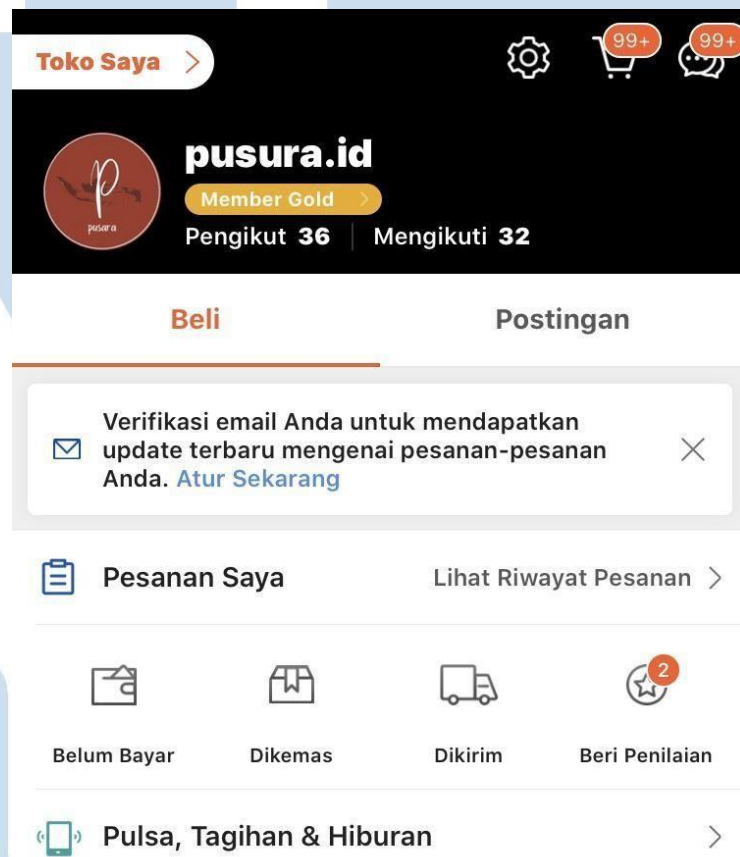 Toko Saya
99+
99+
p
pusara
pusura.id
Member Gold
Pengikut 36
Mengikuti 32
Beli
Postingan
Verifikasi email Anda untuk mendapatkan
update terbaru mengenai pesanan-pesanan
Anda. Atur Sekarang
Pesanan Saya
Lihat Riwayat Pesanan
2
Belum Bayar
Dikemas
Dikirim
Beri Penilaian
Pulsa, Tagihan & Hiburan